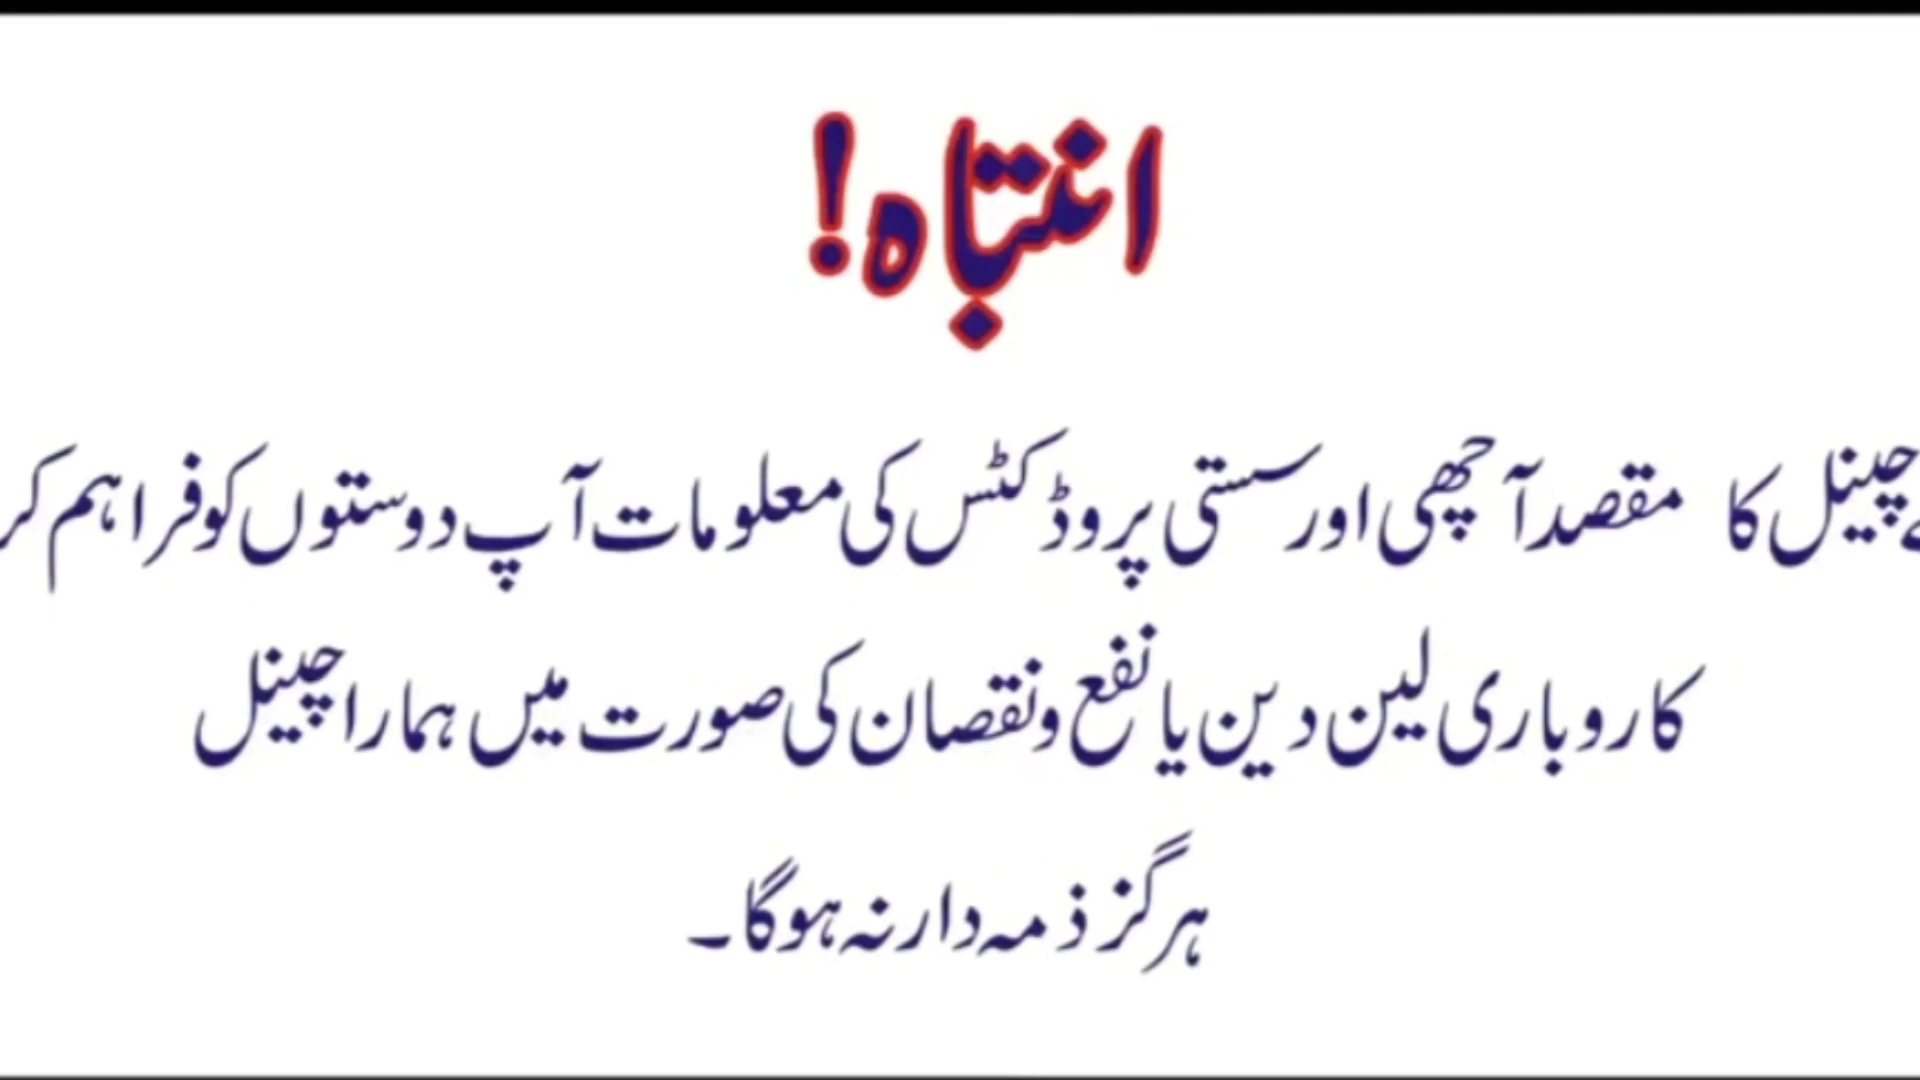 انتباہ!
چینل کا مقصد آچھی اور سستی پروڈکٹس کی معلومات آپ دوستوں کو فراہم کر
کاروباری لین دین یا نفع ونقصان کی صورت میں ہمارا چینل
ہرگز ذمہ دار نہ ہوگا۔